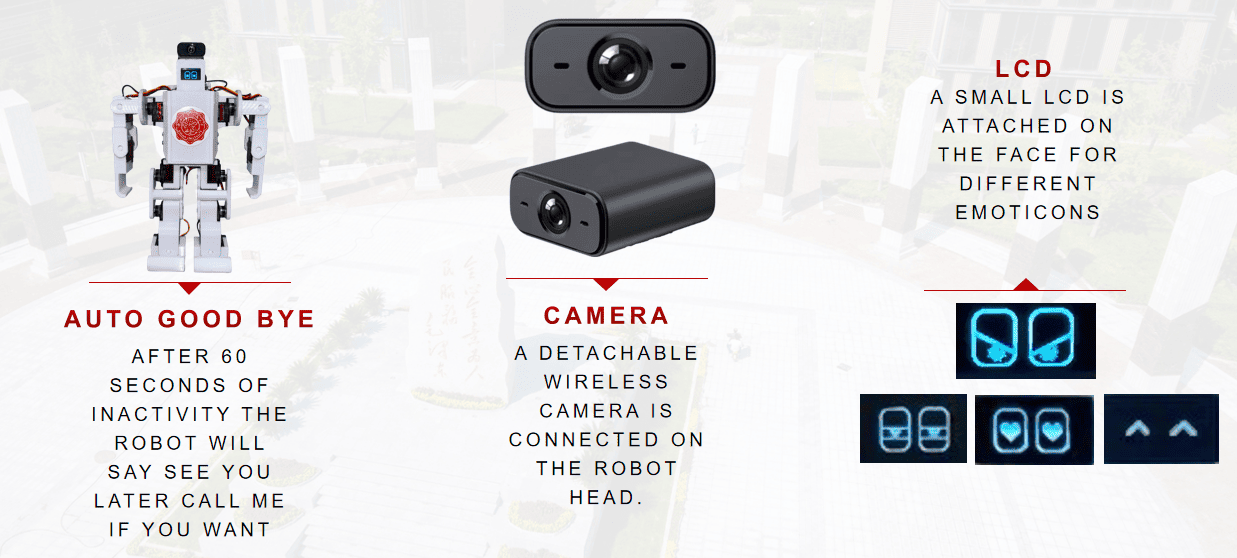 AUTO GOOD BYE
AFTER 60
SECONDS OF
INACTIVITY THE
ROBOT WILL
SAY SEE YOU
LATER CALL ME
IF YOU WANT
CAMERA
A DETACHABLE
WIRELESS
CAMERA IS
CONNECTED ON
THE ROBOT
HEAD.
LCD
A SMALL LCD IS
ATTACHED ON
THE FACE FOR
DIFFERENT
EMOTICONS